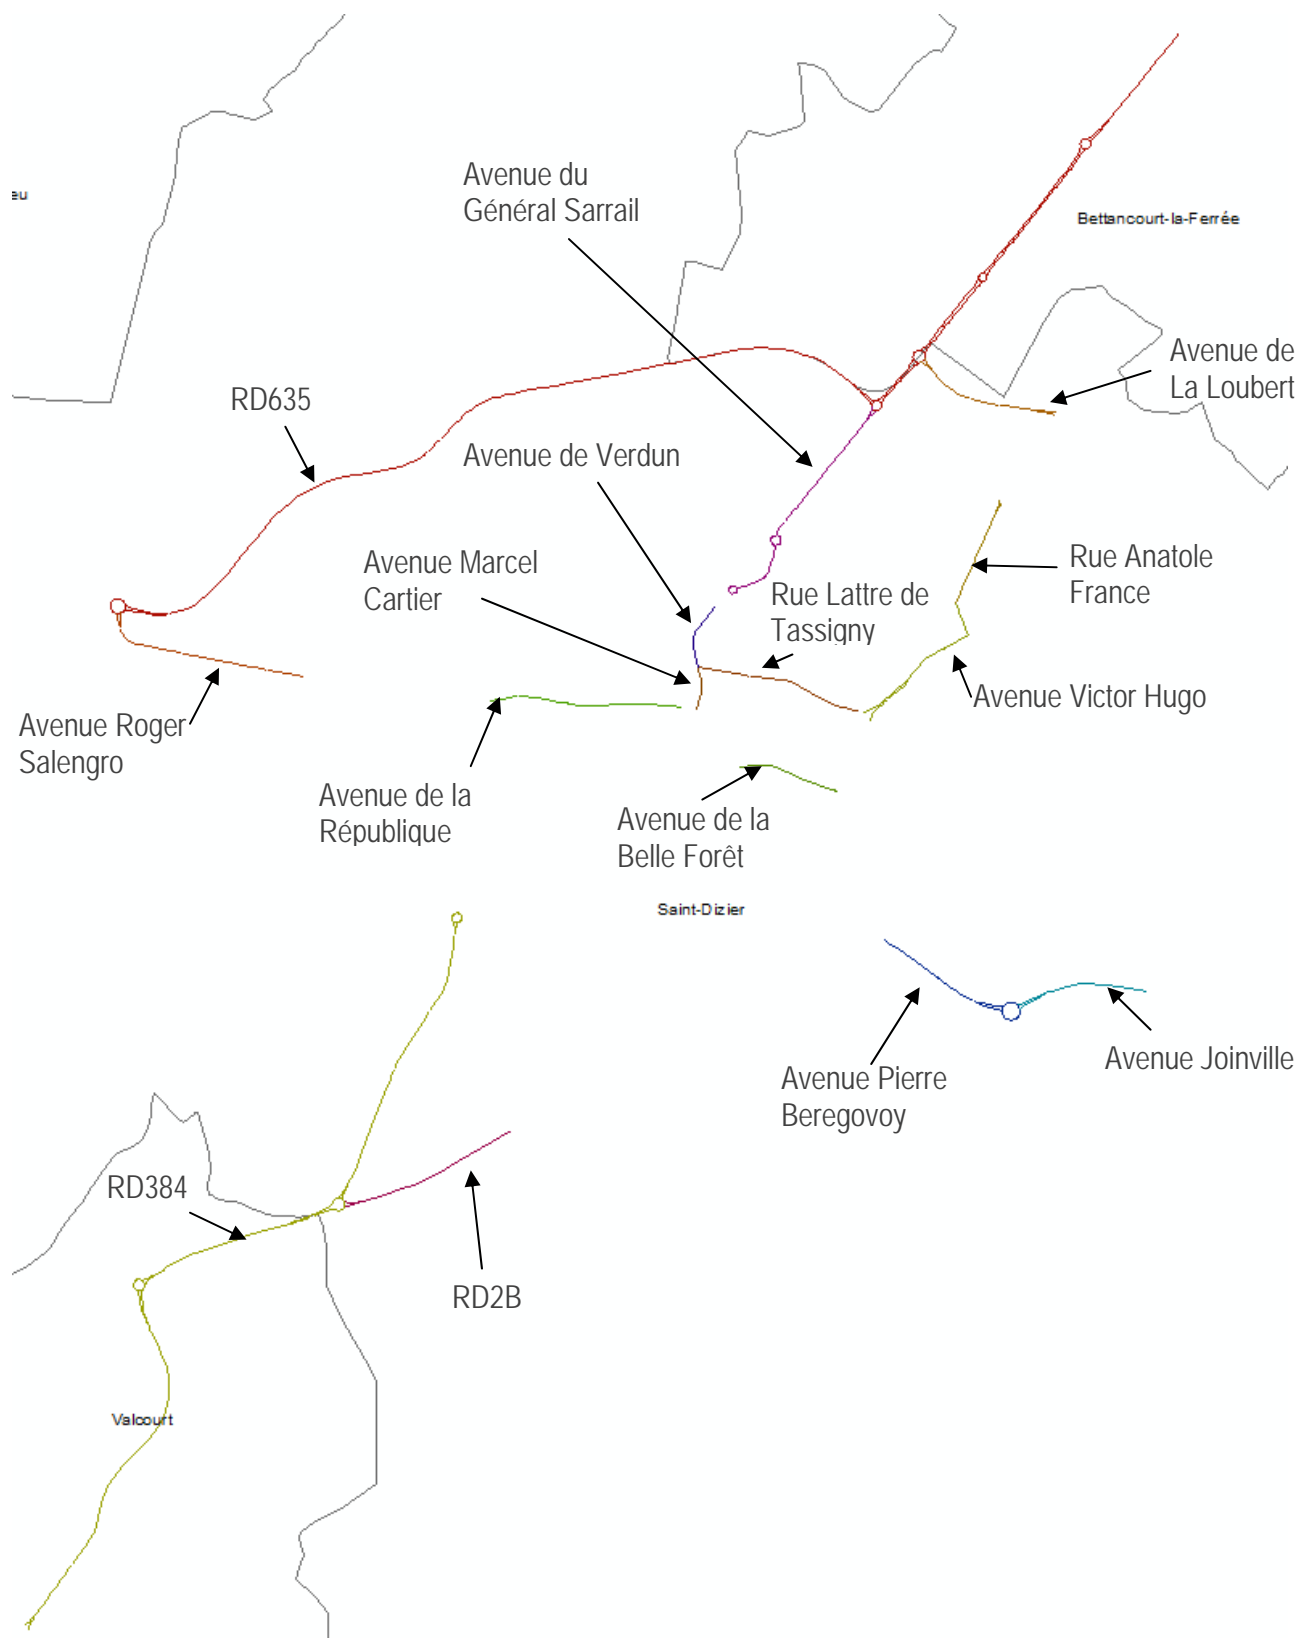 Avenue du
Général Sarrail
eu
Bettancourt-la-Ferrée
Avenue de
La Loubert
RD635
Avenue de Verdun
Avenue Marcel
Cartier
Rue Anatole
France
Rue Lattre de
Tassigny
Avenue Victor Hugo
Avenue Roger
Salengro
Avenue de la
République
Avenue de la
Belle Forêt
Saint-Dizier
Avenue Joinville
Avenue Pierre
Beregovoy
RD384
RD2B
Valcourt